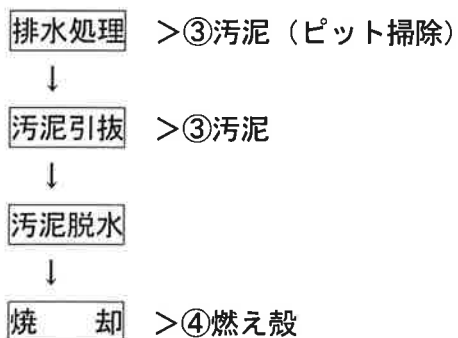 排水処理 ＞③汚泥（ピット掃除）
↓
汚泥引抜 ＞③汚泥
↓
汚泥脱水
↓
焼　　却 ＞④燃え殻